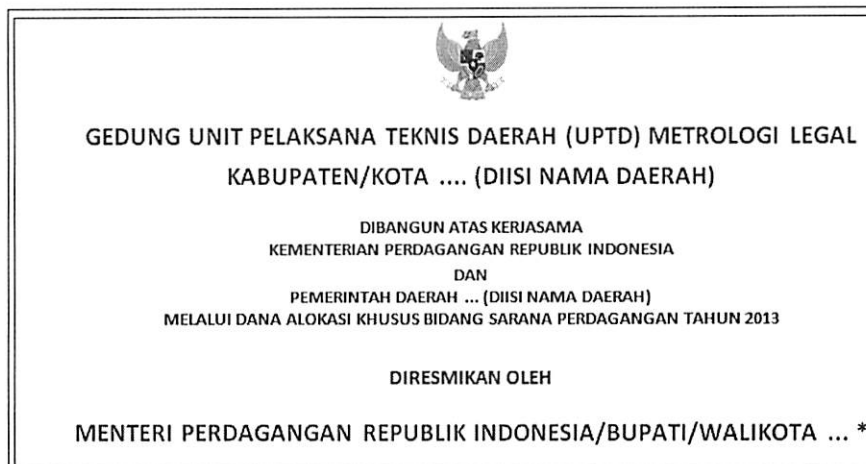 GEDUNG UNIT PELAKSANA TEKNIS DAERAH (UPTD) METROLOGI LEGAL
KABUPATEN/KOTA .... (DIISI NAMA DAERAH)
DIBANGUN ATAS KERJASAMA
KEMENTERIAN PERDAGANGAN REPUBLIK INDONESIA
DAN
PEMERINTAH DAERAH ... (DIISI NAMA DAERAH)
MELALUI DANA ALOKASI KHUSUS BIDANG SARANA PERDAGANGAN TAHUN 2013
DIRESMIKAN OLEH
MENTERI PERDAGANGAN REPUBLIK INDONESIA/BUPATI/WALIKOTA ... *